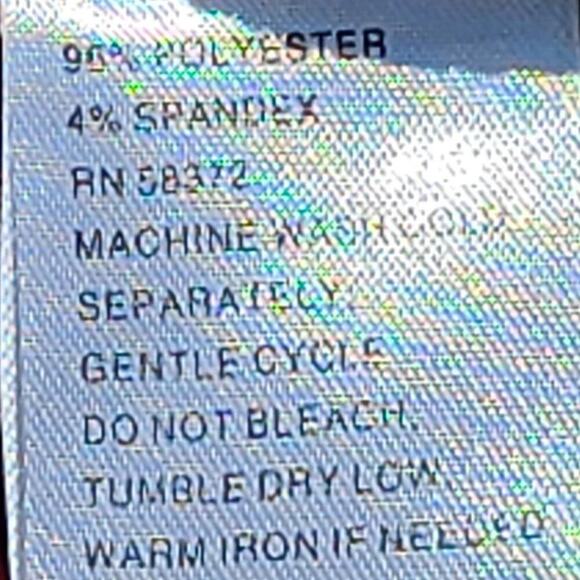 96% POLYESTER
4% SPANDEX
RN 58372
MACHINE WASH COLD
SEPARATELY.
GENTLE CYCLE
DO NOT BLEACH.
TUMBLE DRY LOW.
WARM IRON IF NEEDED